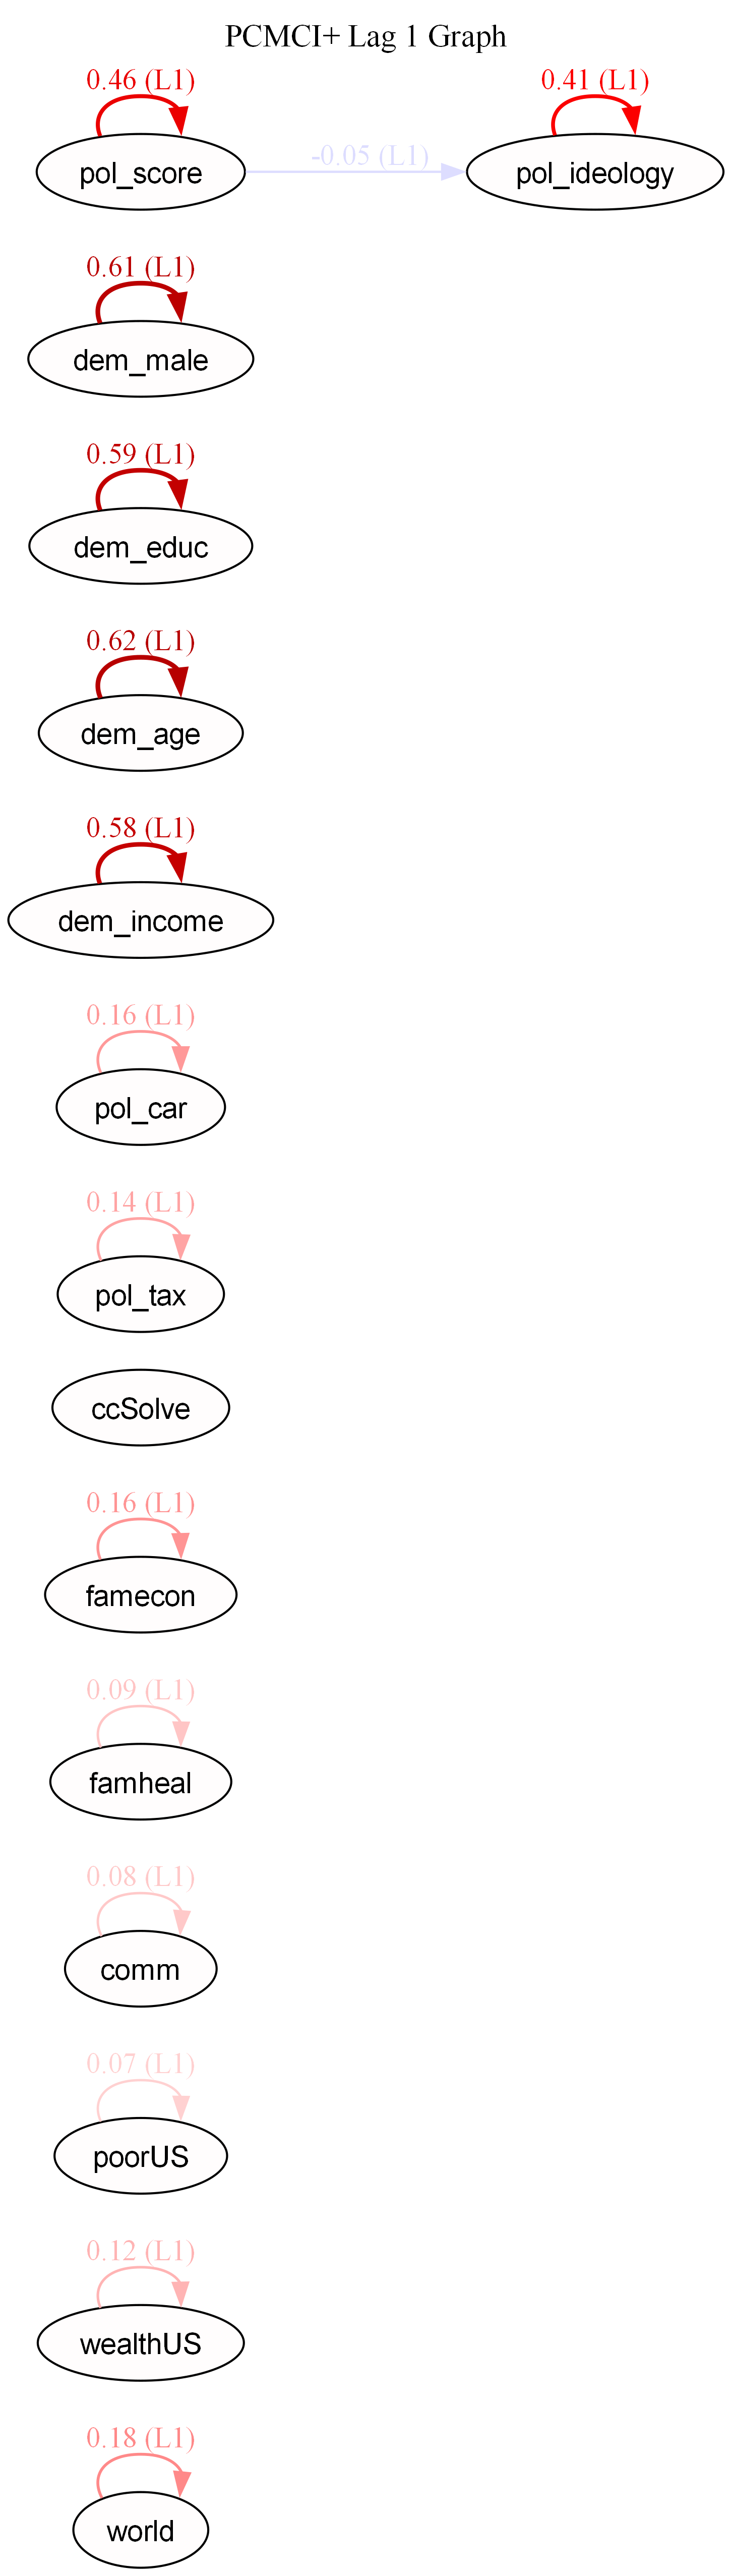 PCMCI+ Lag 1 Graph
0.46 (L1)
0.41 (L1)
pol_score
-0.05 (L1)
pol_ideology
0.61 (L1)
dem_male
0.59 (L1)
dem_educ
0.62 (L1)
dem_age
0.58 (L1)
dem_income
0.16 (L1)
pol_car
0.14 (L1)
pol_tax
ccSolve
0.16 (L1)
famecon
0.09 (L1)
famheal
0.08 (L1)
comm
0.07 (L1)
poorUS
0.12 (L1)
wealthUS
0.18 (L1)
world